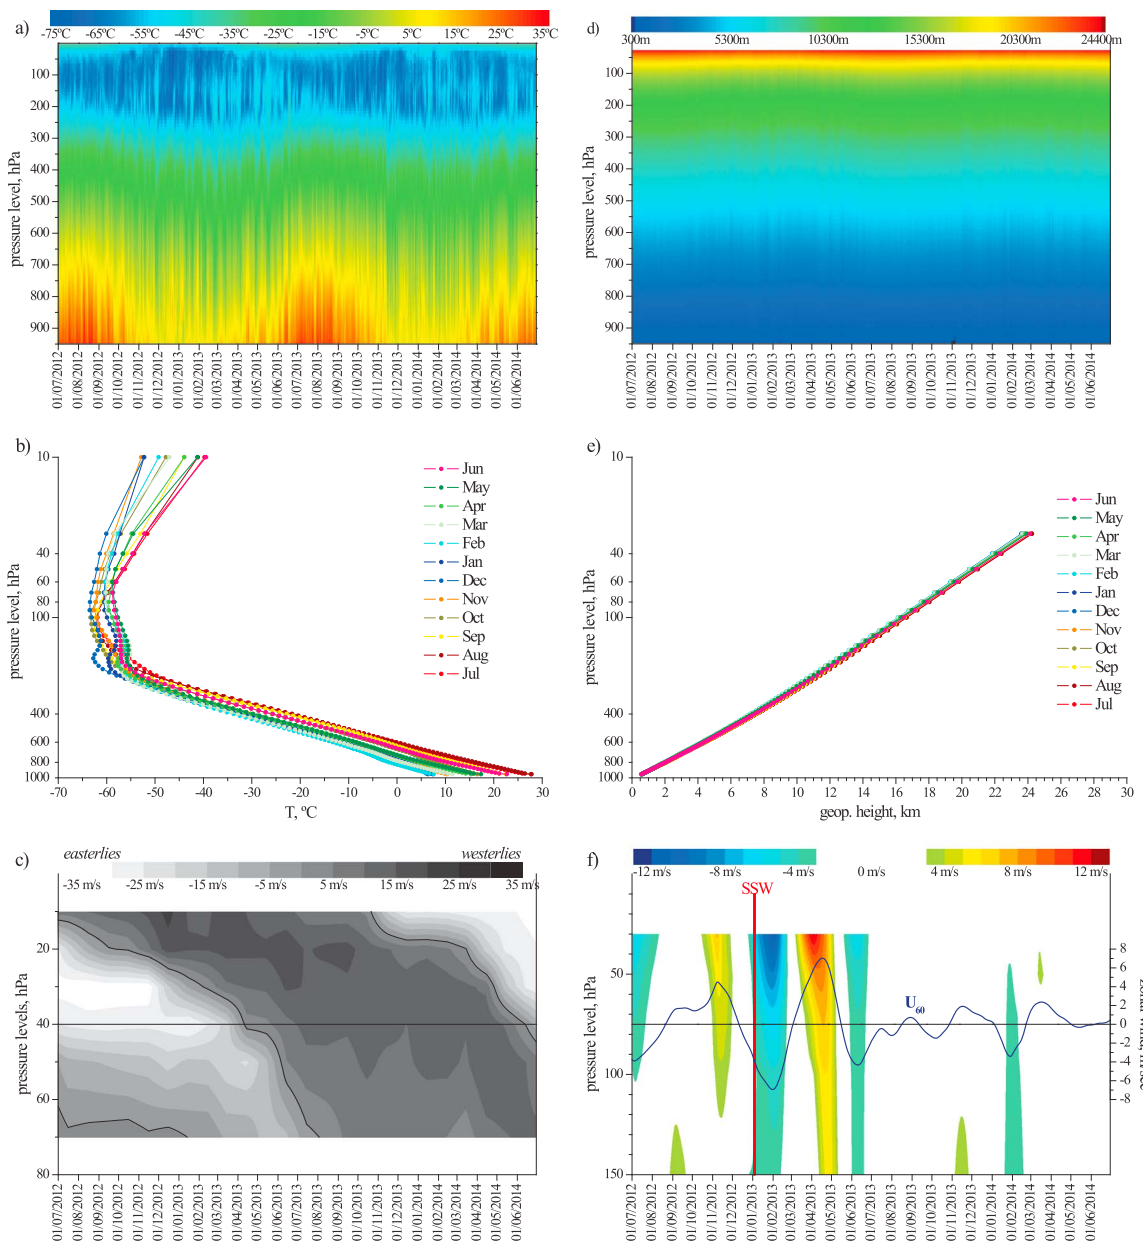 a)
-75ºC -65ºC -55ºC -45ºC -35ºC -25ºC -15ºC -5ºC 5ºC 15ºC 25ºC 35ºC
pressure level, hPa
100
200
300
400
500
600
700
800
900
01/07/2012 01/08/2012 01/09/2012 01/10/2012 01/11/2012 01/12/2012 01/01/2013 01/02/2013 01/03/2013 01/04/2013 01/05/2013 01/06/2013 01/07/2013 01/08/2013 01/09/2013 01/10/2013 01/11/2013 01/12/2013 01/01/2014 01/02/2014 01/03/2014 01/04/2014 01/05/2014 01/06/2014
d)
300m 5300m 10300m 15300m 20300m 24400m
pressure level, hPa
100
200
300
400
500
600
700
800
900
01/07/2012 01/08/2012 01/09/2012 01/10/2012 01/11/2012 01/12/2012 01/01/2013 01/02/2013 01/03/2013 01/04/2013 01/05/2013 01/06/2013 01/07/2013 01/08/2013 01/09/2013 01/10/2013 01/11/2013 01/12/2013 01/01/2014 01/02/2014 01/03/2014 01/04/2014 01/05/2014 01/06/2014
b)
pressure level, hPa
10
40
60
80
100
400
600
800
1000
-70 -60 -50 -40 -30 -20 -10 0 10 20 30
T, ºC
Jun
May
Apr
Mar
Feb
Jan
Dec
Nov
Oct
Sep
Aug
Jul
e)
pressure level, hPa
10
40
60
80
100
400
600
800
1000
0 2 4 6 8 10 12 14 16 18 20 22 24 26 28 30
geop. height, km
Jun
May
Apr
Mar
Feb
Jan
Dec
Nov
Oct
Sep
Aug
Jul
c)
easterlies westerlies
-35 m/s -25 m/s -15 m/s -5 m/s 5 m/s 15 m/s 25 m/s 35 m/s
pressure levels, hPa
20
40
60
80
01/07/2012 01/08/2012 01/09/2012 01/10/2012 01/11/2012 01/12/2012 01/01/2013 01/02/2013 01/03/2013 01/04/2013 01/05/2013 01/06/2013 01/07/2013 01/08/2013 01/09/2013 01/10/2013 01/11/2013 01/12/2013 01/01/2014 01/02/2014 01/03/2014 01/04/2014 01/05/2014 01/06/2014
f)
-12 m/s -8 m/s -4 m/s 0 m/s 4 m/s 8 m/s 12 m/s
SSW
U60
pressure level, hPa
50
100
150
8
6
4
2
0
-2
-4
-6
-8
01/07/2012 01/08/2012 01/09/2012 01/10/2012 01/11/2012 01/12/2012 01/01/2013 01/02/2013 01/03/2013 01/04/2013 01/05/2013 01/06/2013 01/07/2013 01/08/2013 01/09/2013 01/10/2013 01/11/2013 01/12/2013 01/01/2014 01/02/2014 01/03/2014 01/04/2014 01/05/2014 01/06/2014